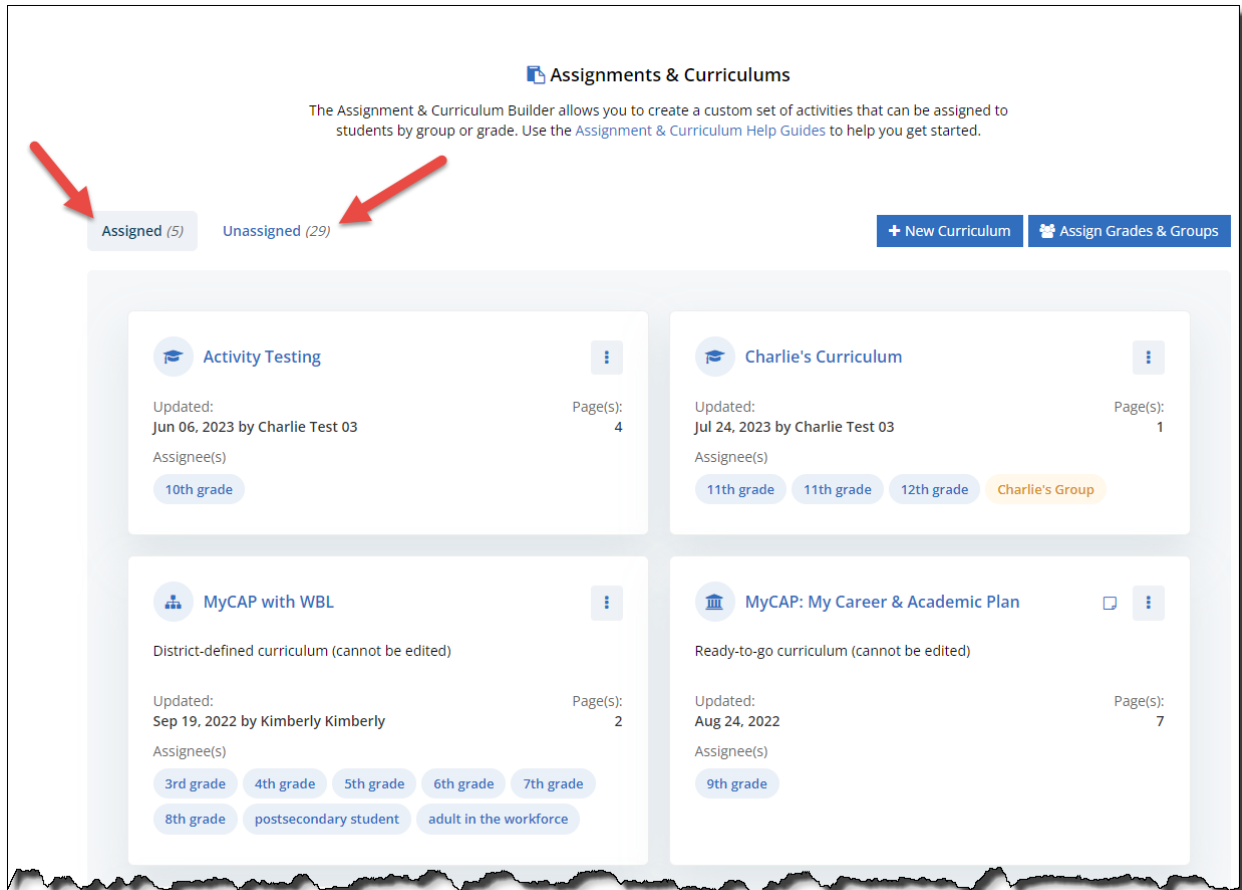 Assignments & Curriculums
The Assignment & Curriculum Builder allows you to create a custom set of activities that can be assigned to
students by group or grade. Use the Assignment & Curriculum Help Guides to help you get started.
Assigned (5)
Unassigned (29)
+ New Curriculum
Assign Grades & Groups
Activity Testing
Updated:
Page(s):
Jun 06, 2023 by Charlie Test 03
4
Assignee(s)
10th grade
Charlie's Curriculum
Updated:
Page(s):
Jul 24, 2023 by Charlie Test 03
1
Assignee(s)
11th grade
11th grade
12th grade
Charlie's Group
MyCAP with WBL
District-defined curriculum (cannot be edited)
Updated:
Page(s):
Sep 19, 2022 by Kimberly Kimberly
2
Assignee(s)
3rd grade
4th grade
5th grade
6th grade
7th grade
8th grade
postsecondary student
adult in the workforce
MyCAP: My Career & Academic Plan
Ready-to-go curriculum (cannot be edited)
Updated:
Page(s):
Aug 24, 2022
7
Assignee(s)
9th grade